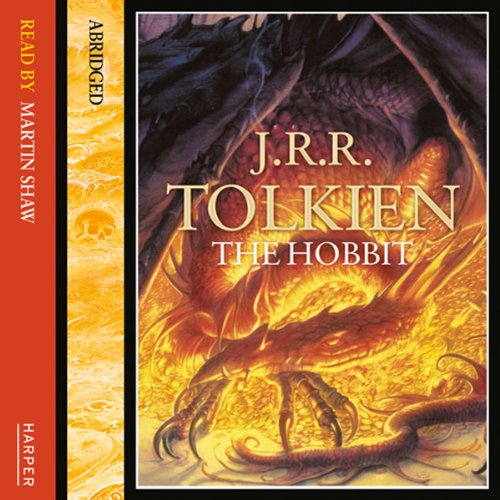 READ BY MARTIN SHAW
HARPER
ABRIDGED
J.R.R.
TOLKIEN
THE HOBBIT